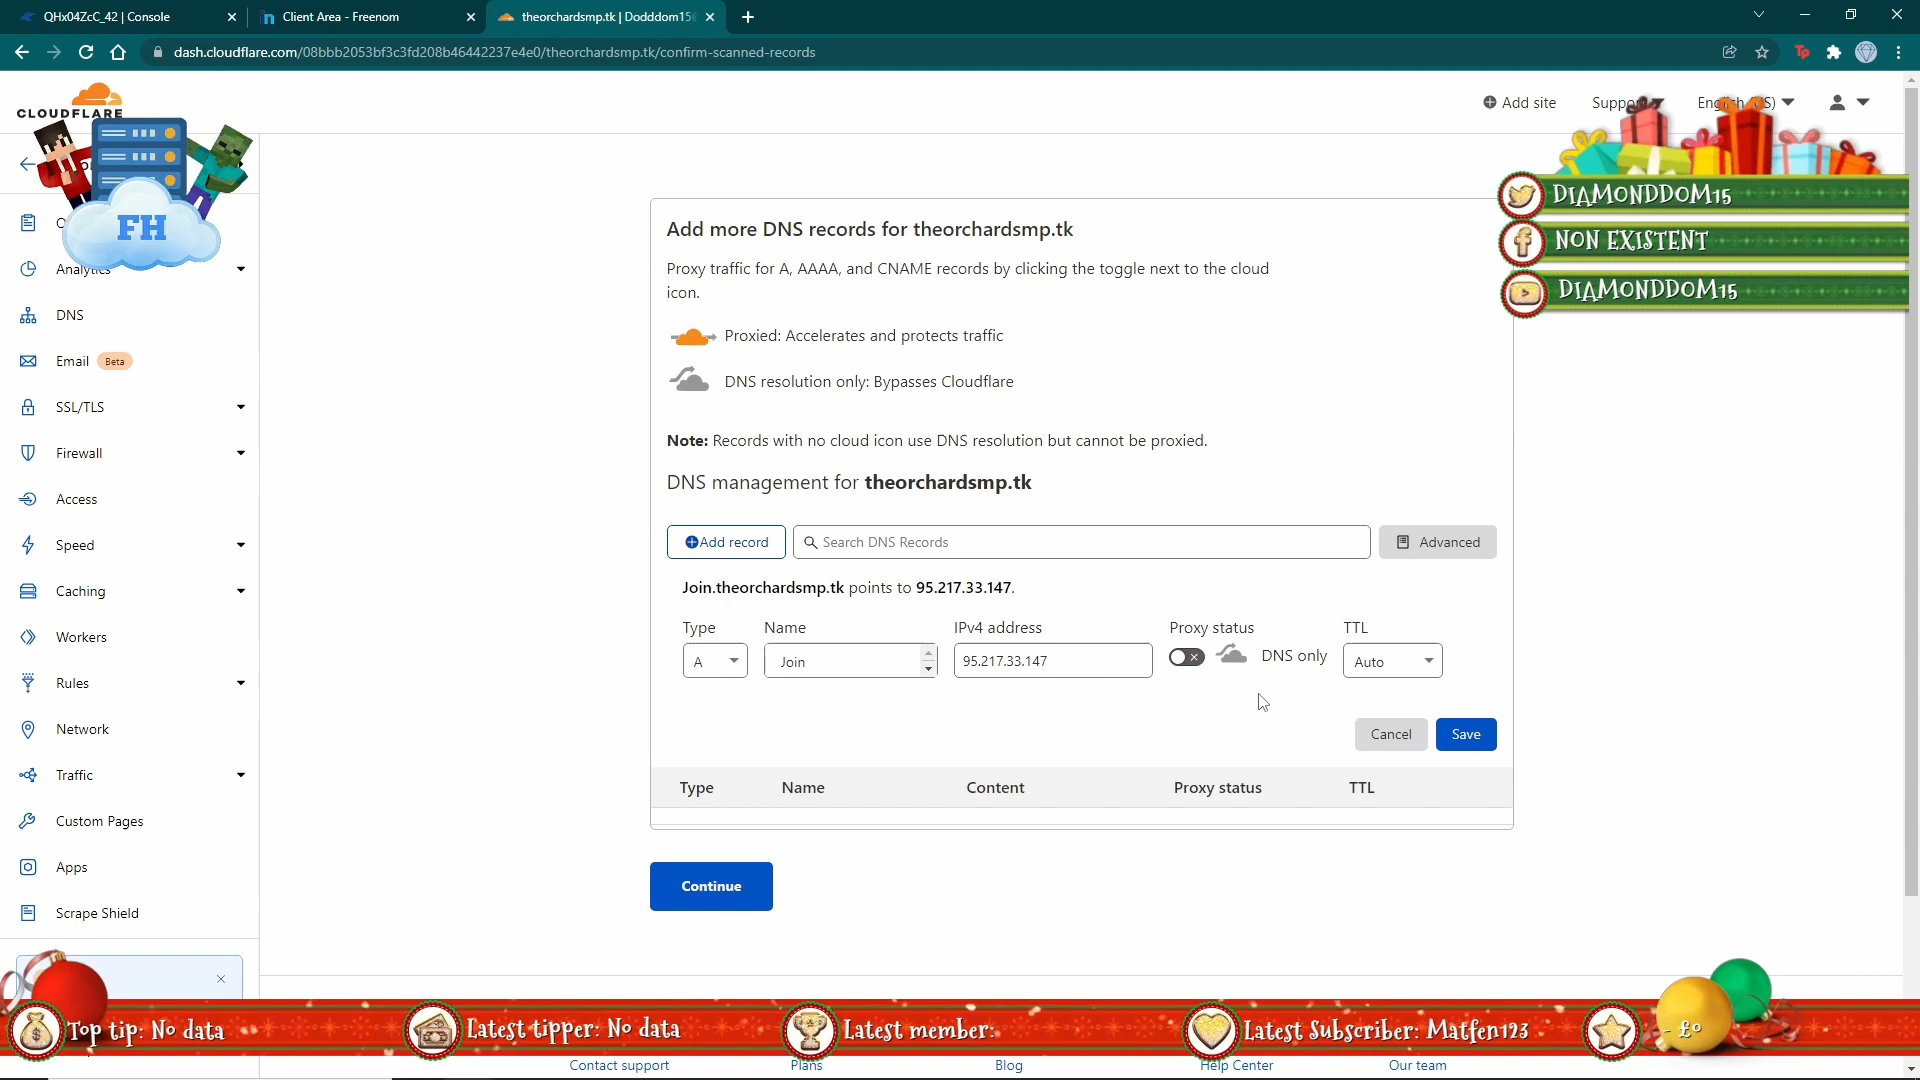 QHx04ZcC_42 | Console
Client Area - Freenom
theorchardsmp.tk | Dodddom15
dash.cloudflare.com/08bbb2053bf3c3fd208b46442237e4e0/theorchardsmp.tk/confirm-scanned-records
CLOUDFLARE
Add site
Support
English (US)
FH
Analytics
DNS
Email Beta
SSL/TLS
Firewall
Access
Speed
Caching
Workers
Rules
Network
Traffic
Custom Pages
Apps
Scrape Shield
DIAMONDDOM15
NON EXISTENT
DIAMONDDOM15
Add more DNS records for theorchardsmp.tk
Proxy traffic for A, AAAA, and CNAME records by clicking the toggle next to the cloud
icon.
Proxied: Accelerates and protects traffic
DNS resolution only: Bypasses Cloudflare
Note: Records with no cloud icon use DNS resolution but cannot be proxied.
DNS management for theorchardsmp.tk
Add record
Search DNS Records
Advanced
Join.theorchardsmp.tk points to 95.217.33.147.
Type Name IPv4 address Proxy status TTL
A Join 95.217.33.147 DNS only Auto
Cancel Save
Type Name Content Proxy status TTL
Continue
Top tip: No data
Latest tipper: No data
Latest member:
Latest Subscriber: Matfen123
- £0
Contact support Plans Blog Help Center Our team